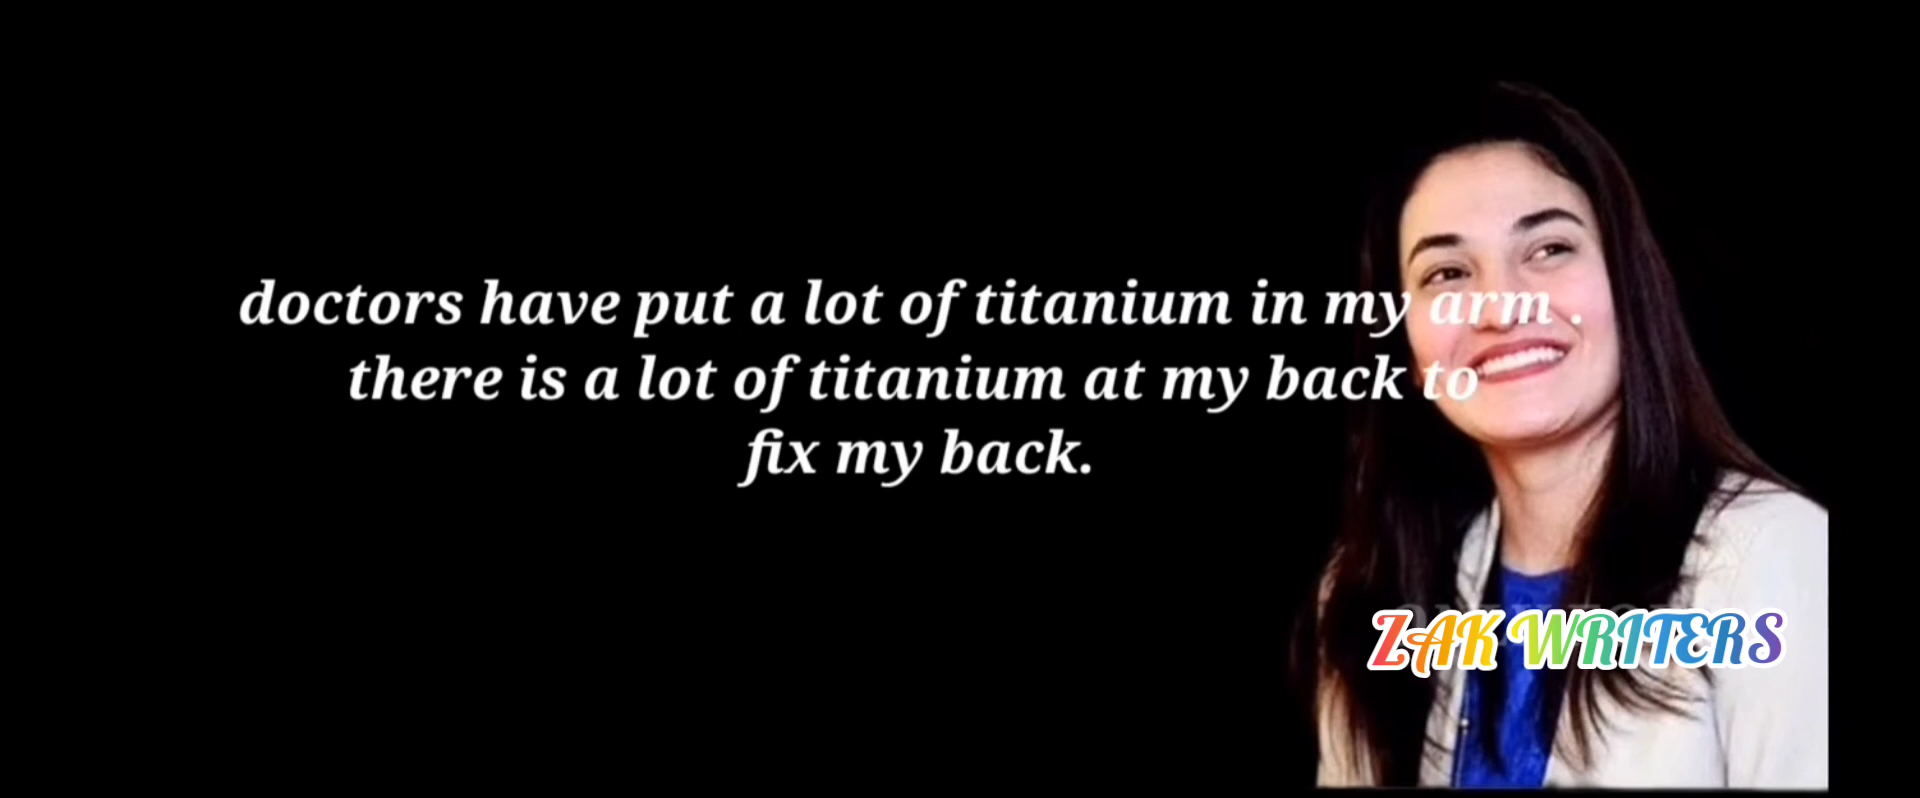 doctors have put a lot of titanium in my arm .
there is a lot of titanium at my back to
fix my back.
ZAK WRITERS